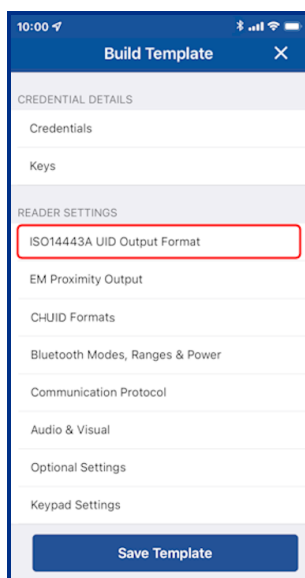 10:00
Build Template
CREDENTIAL DETAILS
Credentials
Keys
READER SETTINGS
ISO14443A UID Output Format
EM Proximity Output
CHUID Formats
Bluetooth Modes, Ranges & Power
Communication Protocol
Audio & Visual
Optional Settings
Keypad Settings
Save Template